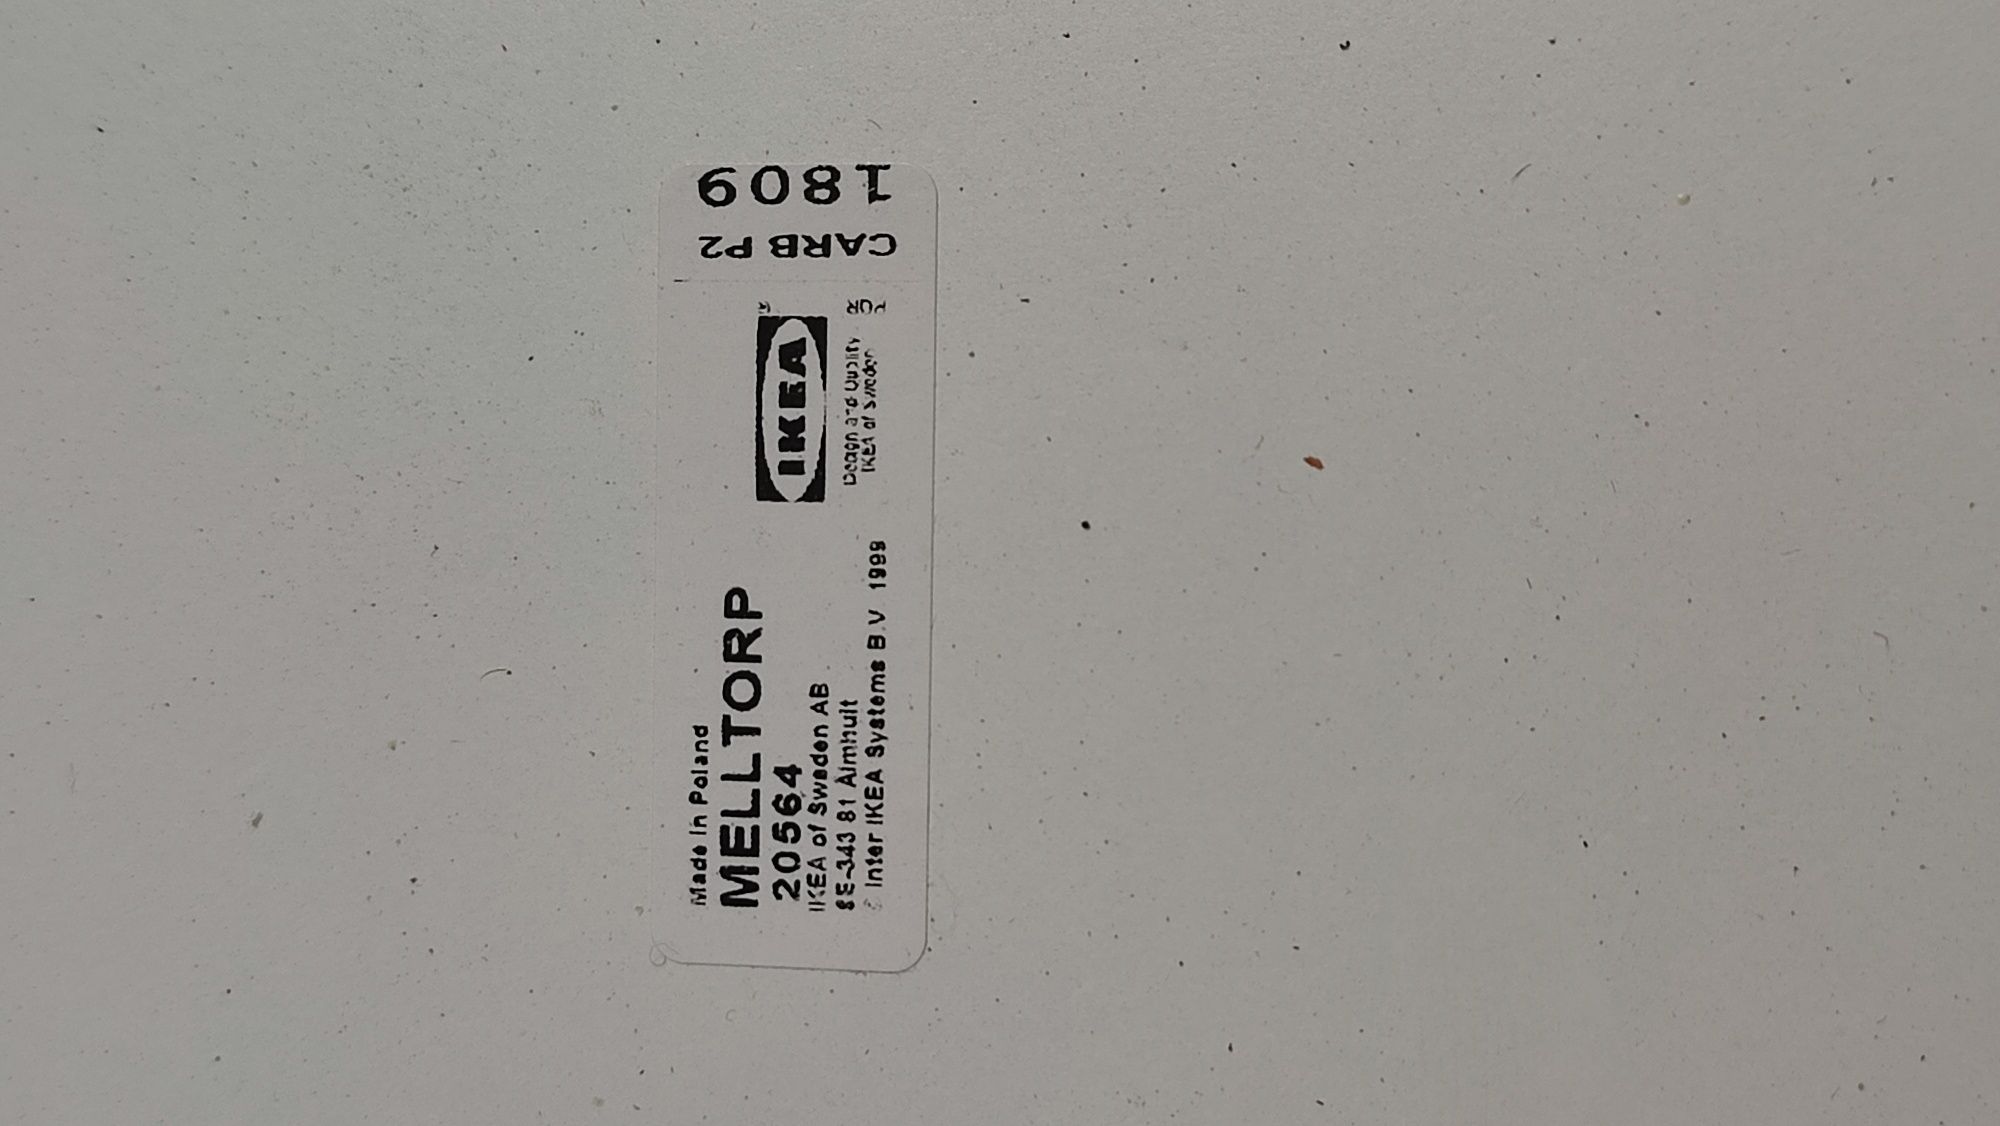 1809
CARB P2
IKEA
Design and Quality
IKEA of Sweden
Made in Poland
MELLTORP
20564
IKEA of Sweden AB
SE-343 81 Älmhult
© Inter IKEA Systems B.V. 1999